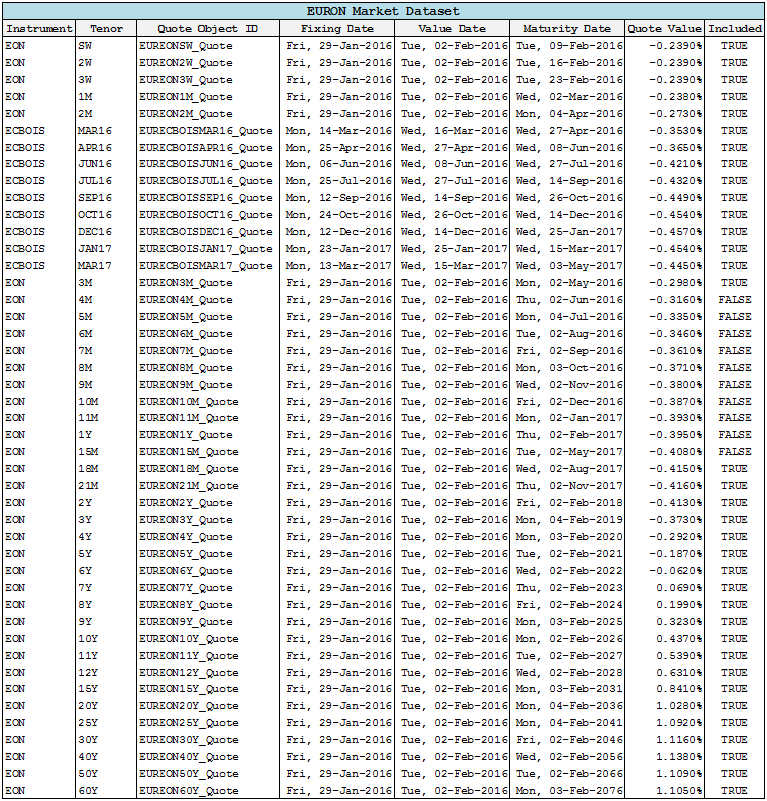 EURON Market Dataset
Instrument Tenor Quote Object ID Fixing Date Value Date Maturity Date Quote Value Included
EON SW EUREONSW_Quote Fri, 29-Jan-2016 Tue, 02-Feb-2016 Tue, 09-Feb-2016 -0.2390% TRUE
EON 2W EUREON2W_Quote Fri, 29-Jan-2016 Tue, 02-Feb-2016 Tue, 16-Feb-2016 -0.2390% TRUE
EON 3W EUREON3W_Quote Fri, 29-Jan-2016 Tue, 02-Feb-2016 Tue, 23-Feb-2016 -0.2390% TRUE
EON 1M EUREON1M_Quote Fri, 29-Jan-2016 Tue, 02-Feb-2016 Wed, 02-Mar-2016 -0.2380% TRUE
EON 2M EUREON2M_Quote Fri, 29-Jan-2016 Tue, 02-Feb-2016 Mon, 04-Apr-2016 -0.2730% TRUE
ECBOIS MAR16 EURECBOISMAR16_Quote Mon, 14-Mar-2016 Wed, 16-Mar-2016 Wed, 27-Apr-2016 -0.3530% TRUE
ECBOIS APR16 EURECBOISAPR16_Quote Mon, 25-Apr-2016 Wed, 27-Apr-2016 Wed, 08-Jun-2016 -0.3650% TRUE
ECBOIS JUN16 EURECBOISJUN16_Quote Mon, 06-Jun-2016 Wed, 08-Jun-2016 Wed, 27-Jul-2016 -0.4210% TRUE
ECBOIS JUL16 EURECBOISJUL16_Quote Mon, 25-Jul-2016 Wed, 27-Jul-2016 Wed, 14-Sep-2016 -0.4320% TRUE
ECBOIS SEP16 EURECBOISSEP16_Quote Mon, 12-Sep-2016 Wed, 14-Sep-2016 Wed, 26-Oct-2016 -0.4490% TRUE
ECBOIS OCT16 EURECBOISOCT16_Quote Mon, 24-Oct-2016 Wed, 26-Oct-2016 Wed, 14-Dec-2016 -0.4540% TRUE
ECBOIS DEC16 EURECBOISDEC16_Quote Mon, 12-Dec-2016 Wed, 14-Dec-2016 Wed, 25-Jan-2017 -0.4570% TRUE
ECBOIS JAN17 EURECBOISJAN17_Quote Mon, 23-Jan-2017 Wed, 25-Jan-2017 Wed, 15-Mar-2017 -0.4540% TRUE
ECBOIS MAR17 EURECBOISMAR17_Quote Mon, 13-Mar-2017 Wed, 15-Mar-2017 Wed, 03-May-2017 -0.4450% TRUE
EON 3M EUREON3M_Quote Fri, 29-Jan-2016 Tue, 02-Feb-2016 Mon, 02-May-2016 -0.2980% TRUE
EON 4M EUREON4M_Quote Fri, 29-Jan-2016 Tue, 02-Feb-2016 Thu, 02-Jun-2016 -0.3160% FALSE
EON 5M EUREON5M_Quote Fri, 29-Jan-2016 Tue, 02-Feb-2016 Mon, 04-Jul-2016 -0.3350% FALSE
EON 6M EUREON6M_Quote Fri, 29-Jan-2016 Tue, 02-Feb-2016 Tue, 02-Aug-2016 -0.3460% FALSE
EON 7M EUREON7M_Quote Fri, 29-Jan-2016 Tue, 02-Feb-2016 Fri, 02-Sep-2016 -0.3610% FALSE
EON 8M EUREON8M_Quote Fri, 29-Jan-2016 Tue, 02-Feb-2016 Mon, 03-Oct-2016 -0.3710% FALSE
EON 9M EUREON9M_Quote Fri, 29-Jan-2016 Tue, 02-Feb-2016 Wed, 02-Nov-2016 -0.3800% FALSE
EON 10M EUREON10M_Quote Fri, 29-Jan-2016 Tue, 02-Feb-2016 Fri, 02-Dec-2016 -0.3870% FALSE
EON 11M EUREON11M_Quote Fri, 29-Jan-2016 Tue, 02-Feb-2016 Mon, 02-Jan-2017 -0.3930% FALSE
EON 1Y EUREON1Y_Quote Fri, 29-Jan-2016 Tue, 02-Feb-2016 Thu, 02-Feb-2017 -0.3950% FALSE
EON 15M EUREON15M_Quote Fri, 29-Jan-2016 Tue, 02-Feb-2016 Tue, 02-May-2017 -0.4080% FALSE
EON 18M EUREON18M_Quote Fri, 29-Jan-2016 Tue, 02-Feb-2016 Wed, 02-Aug-2017 -0.4150% TRUE
EON 21M EUREON21M_Quote Fri, 29-Jan-2016 Tue, 02-Feb-2016 Thu, 02-Nov-2017 -0.4160% TRUE
EON 2Y EUREON2Y_Quote Fri, 29-Jan-2016 Tue, 02-Feb-2016 Fri, 02-Feb-2018 -0.4130% TRUE
EON 3Y EUREON3Y_Quote Fri, 29-Jan-2016 Tue, 02-Feb-2016 Mon, 04-Feb-2019 -0.3730% TRUE
EON 4Y EUREON4Y_Quote Fri, 29-Jan-2016 Tue, 02-Feb-2016 Mon, 03-Feb-2020 -0.2920% TRUE
EON 5Y EUREON5Y_Quote Fri, 29-Jan-2016 Tue, 02-Feb-2016 Tue, 02-Feb-2021 -0.1870% TRUE
EON 6Y EUREON6Y_Quote Fri, 29-Jan-2016 Tue, 02-Feb-2016 Wed, 02-Feb-2022 -0.0620% TRUE
EON 7Y EUREON7Y_Quote Fri, 29-Jan-2016 Tue, 02-Feb-2016 Thu, 02-Feb-2023 0.0690% TRUE
EON 8Y EUREON8Y_Quote Fri, 29-Jan-2016 Tue, 02-Feb-2016 Fri, 02-Feb-2024 0.1990% TRUE
EON 9Y EUREON9Y_Quote Fri, 29-Jan-2016 Tue, 02-Feb-2016 Mon, 03-Feb-2025 0.3230% TRUE
EON 10Y EUREON10Y_Quote Fri, 29-Jan-2016 Tue, 02-Feb-2016 Mon, 02-Feb-2026 0.4370% TRUE
EON 11Y EUREON11Y_Quote Fri, 29-Jan-2016 Tue, 02-Feb-2016 Tue, 02-Feb-2027 0.5390% TRUE
EON 12Y EUREON12Y_Quote Fri, 29-Jan-2016 Tue, 02-Feb-2016 Wed, 02-Feb-2028 0.6310% TRUE
EON 15Y EUREON15Y_Quote Fri, 29-Jan-2016 Tue, 02-Feb-2016 Mon, 03-Feb-2031 0.8410% TRUE
EON 20Y EUREON20Y_Quote Fri, 29-Jan-2016 Tue, 02-Feb-2016 Mon, 04-Feb-2036 1.0280% TRUE
EON 25Y EUREON25Y_Quote Fri, 29-Jan-2016 Tue, 02-Feb-2016 Mon, 04-Feb-2041 1.0920% TRUE
EON 30Y EUREON30Y_Quote Fri, 29-Jan-2016 Tue, 02-Feb-2016 Fri, 02-Feb-2046 1.1160% TRUE
EON 40Y EUREON40Y_Quote Fri, 29-Jan-2016 Tue, 02-Feb-2016 Wed, 02-Feb-2056 1.1380% TRUE
EON 50Y EUREON50Y_Quote Fri, 29-Jan-2016 Tue, 02-Feb-2016 Tue, 02-Feb-2066 1.1090% TRUE
EON 60Y EUREON60Y_Quote Fri, 29-Jan-2016 Tue, 02-Feb-2016 Mon, 03-Feb-2076 1.1050% TRUE